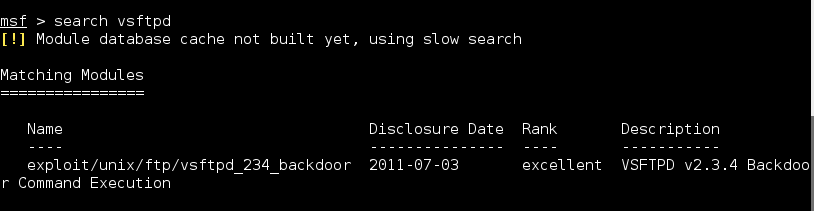 msf > search vsftpd
[!] Module database cache not built yet, using slow search
Matching Modules
================
Name Disclosure Date Rank Description
---- --------------- ---- -----------
exploit/unix/ftp/vsftpd_234_backdoor 2011-07-03 excellent VSFTPD v2.3.4 Backdoo
r Command Execution